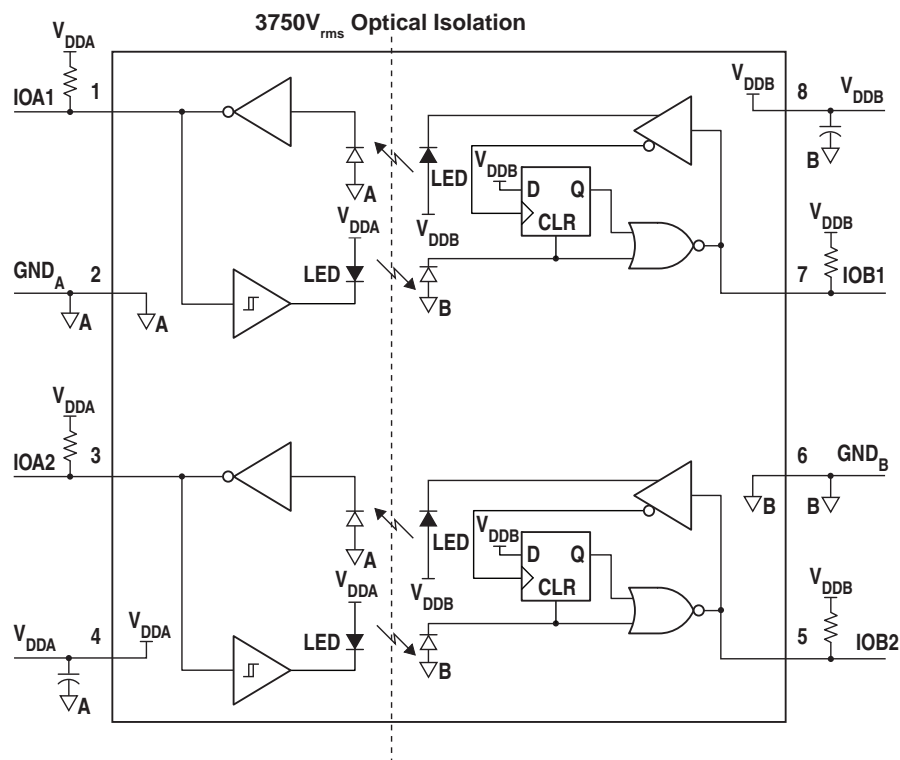 3750Vrms Optical Isolation
VDDA
IOA1 1
VDDB 8 VDDB
B
A
LED
VDDB
D Q
CLR
VDDA
VDDB
VDDB
LED
B
GNDA 2
A A
7 IOB1
VDDA
IOA2 3
6 GNDB
B B
A
LED
VDDB
D Q
CLR
VDDA
VDDB
VDDB
LED
B
VDDA 4 VDDA
A
5 IOB2